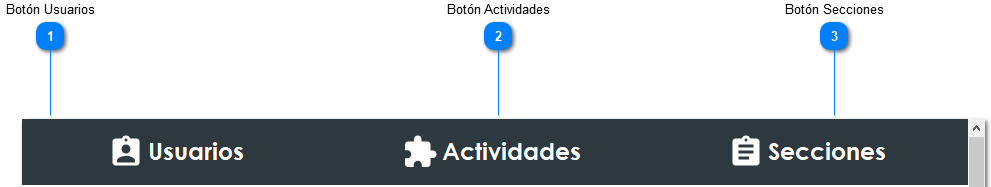 Botón Usuarios Botón Actividades Botón Secciones
1 2 3
Usuarios Actividades Secciones